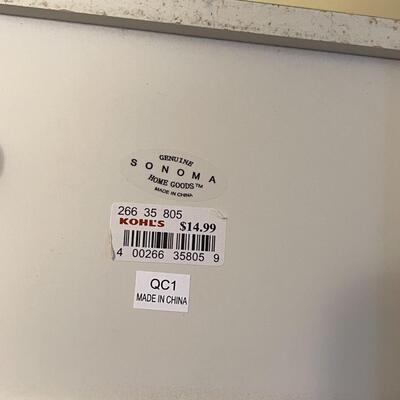 GENUINE
SONOMA
HOME GOODS™
MADE IN CHINA
266 35 805
KOHL'S $14.99
4 00266 35805 9
QC1
MADE IN CHINA